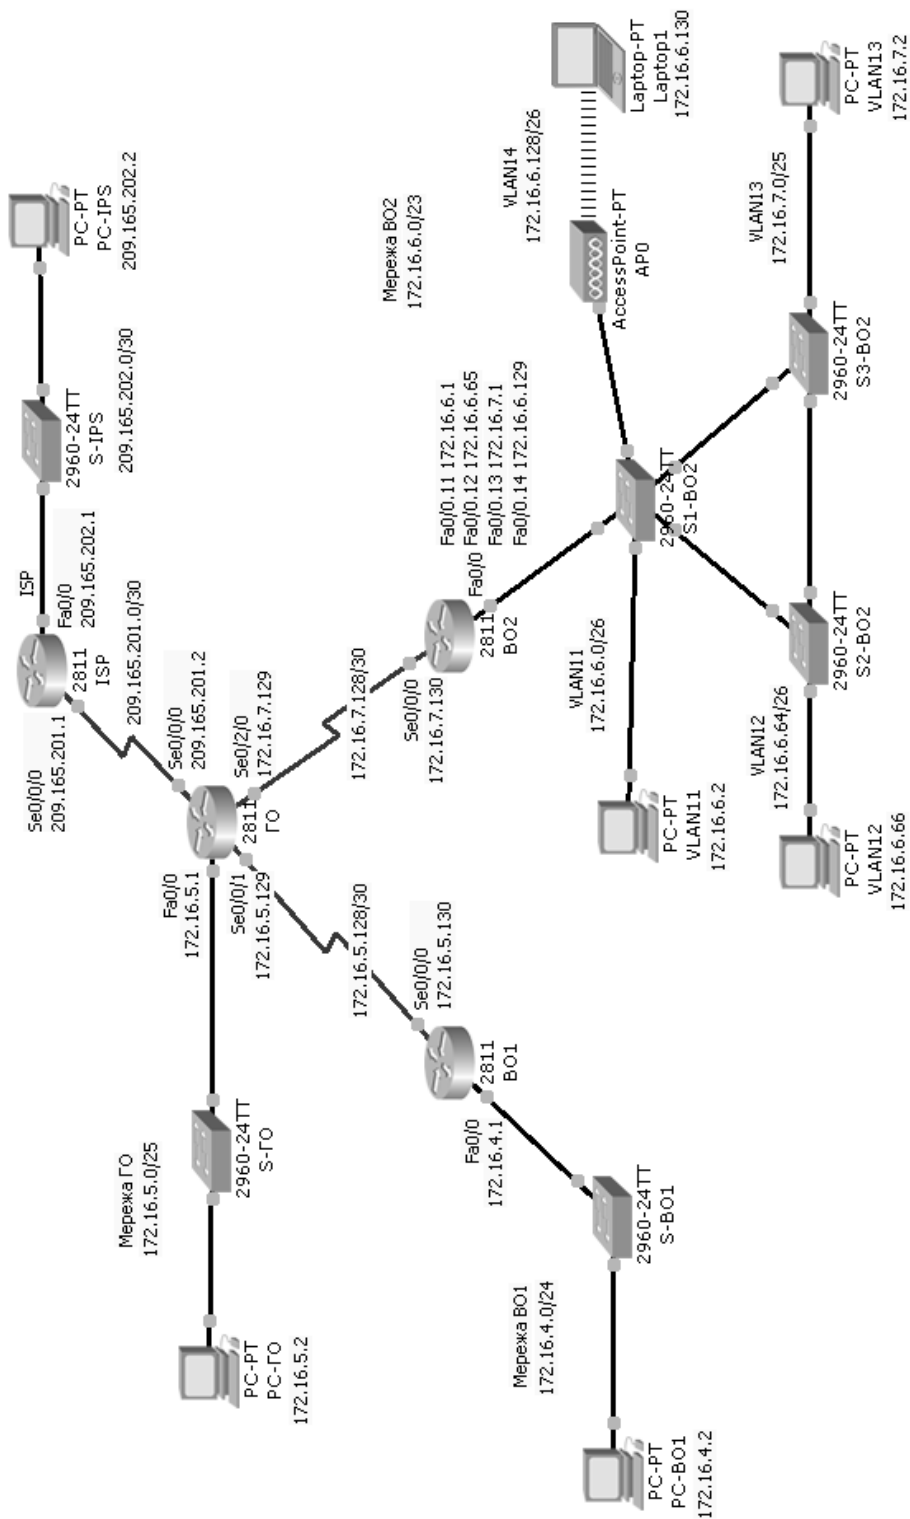 PC-PT
PC-IPS
209.165.202.2
2960-24TT
S-IPS
209.165.202.0/30
ISP
Fa0/0
209.165.202.1
2811
ISP
Se0/0/0
209.165.201.1
209.165.201.0/30
Se0/0/0
209.165.201.2
Se0/2/0
172.16.7.129
2811
ГО
Fa0/0
172.16.5.1
Se0/0/1
172.16.5.129
Мережа ГО
172.16.5.0/25
2960-24TT
S-ГО
PC-PT
PC-ГО
172.16.5.2
172.16.5.128/30
Se0/0/0
172.16.5.130
2811
ВО1
Fa0/0
172.16.4.1
2960-24TT
S-BO1
Мережа ВО1
172.16.4.0/24
PC-PT
PC-BO1
172.16.4.2
172.16.7.128/30
Se0/0/0
172.16.7.130
2811
BO2
Fa0/0
Fa0/0.11 172.16.6.1
Fa0/0.12 172.16.6.65
Fa0/0.13 172.16.7.1
Fa0/0.14 172.16.6.129
Мережа ВО2
172.16.6.0/23
2960-24TT
S1-BO2
VLAN14
172.16.6.128/26
AccessPoint-PT
AP0
Laptop-PT
Laptop1
172.16.6.130
VLAN11
172.16.6.0/26
PC-PT
VLAN11
172.16.6.2
2960-24TT
S2-BO2
VLAN12
172.16.6.64/26
PC-PT
VLAN12
172.16.6.66
2960-24TT
S3-BO2
VLAN13
172.16.7.0/25
PC-PT
VLAN13
172.16.7.2